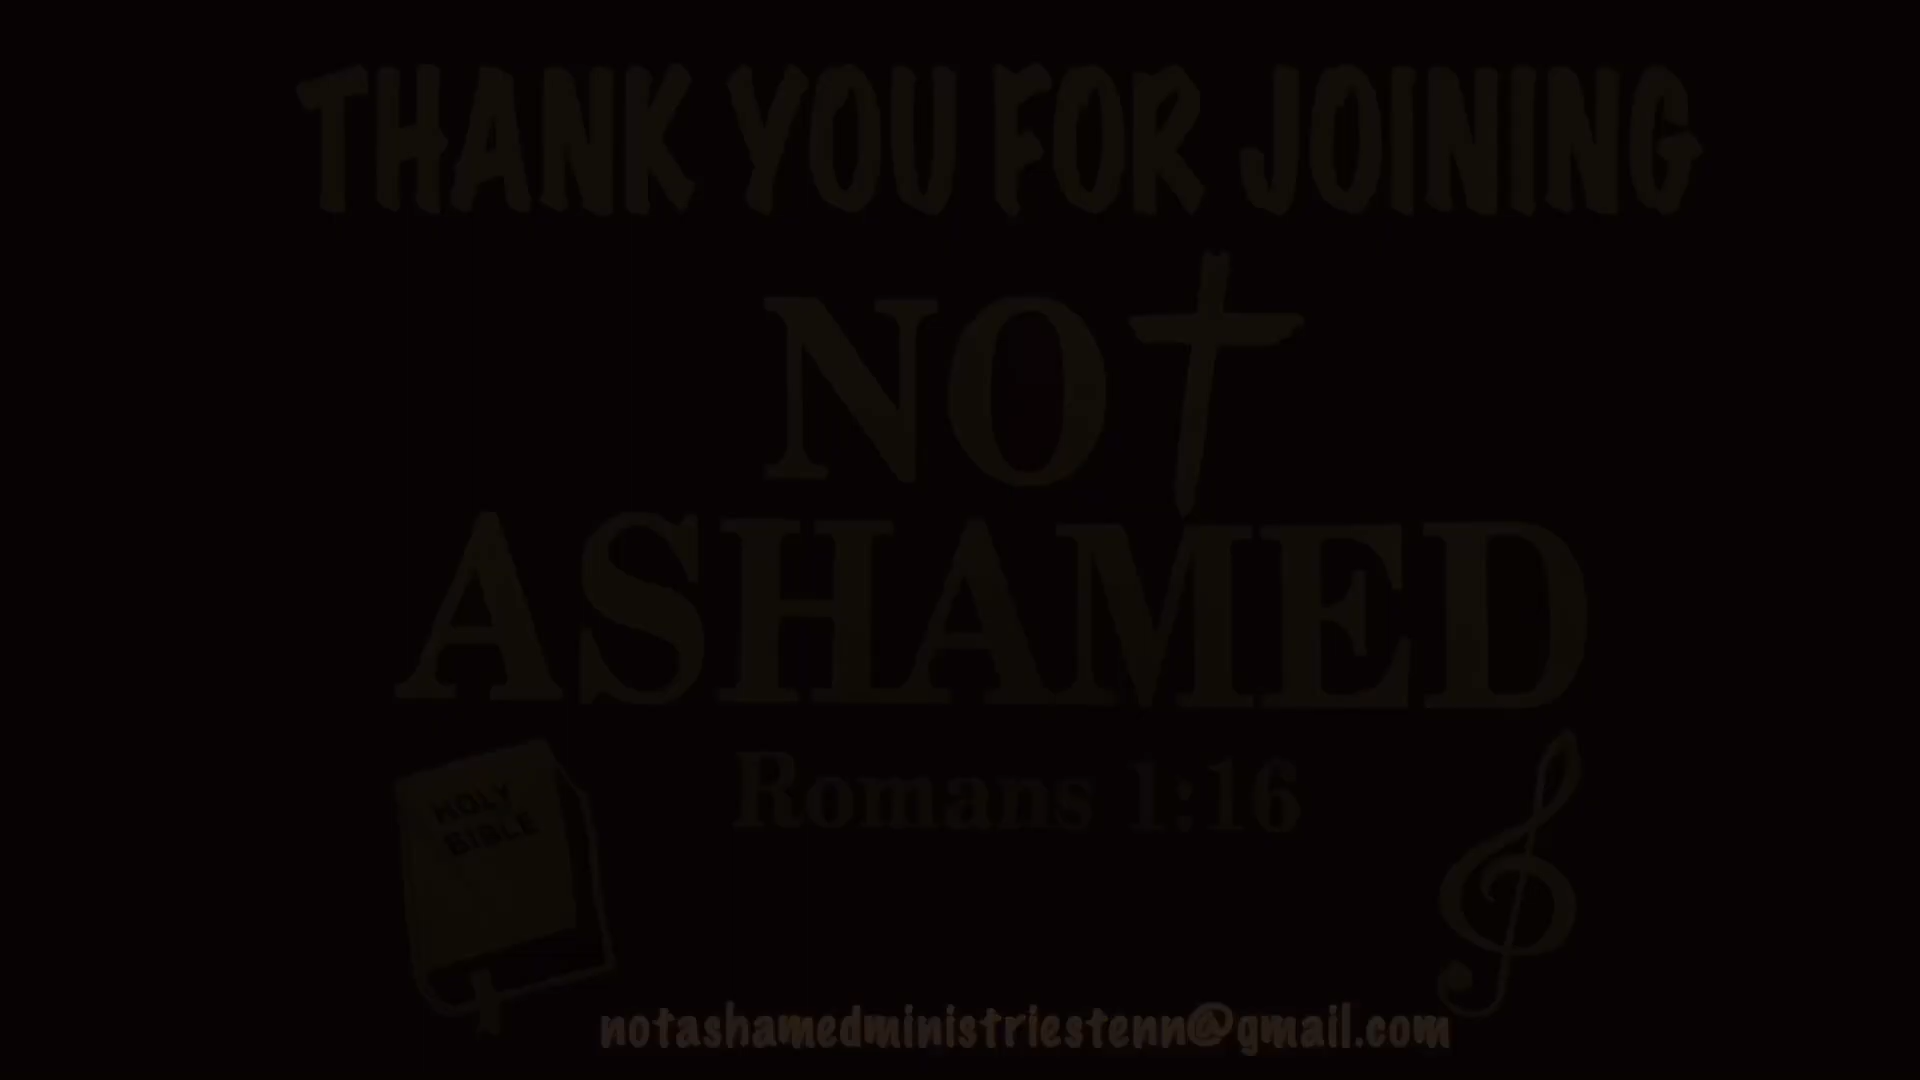 THANK YOU FOR JOINING
NOT
ASHAMED
HOLY
BIBLE
Romans 1:16
notashamedministriestenn@gmail.com